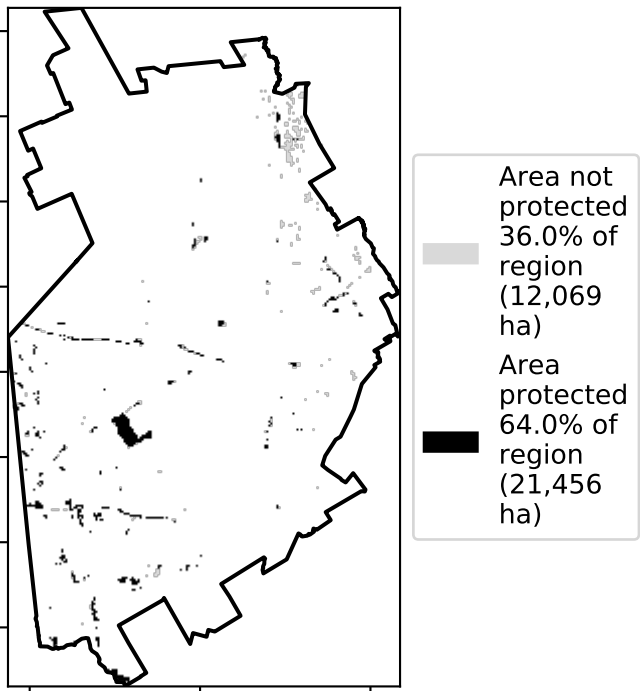 Area not
protected
36.0% of
region
(12,069
ha)
Area
protected
64.0% of
region
(21,456
ha)